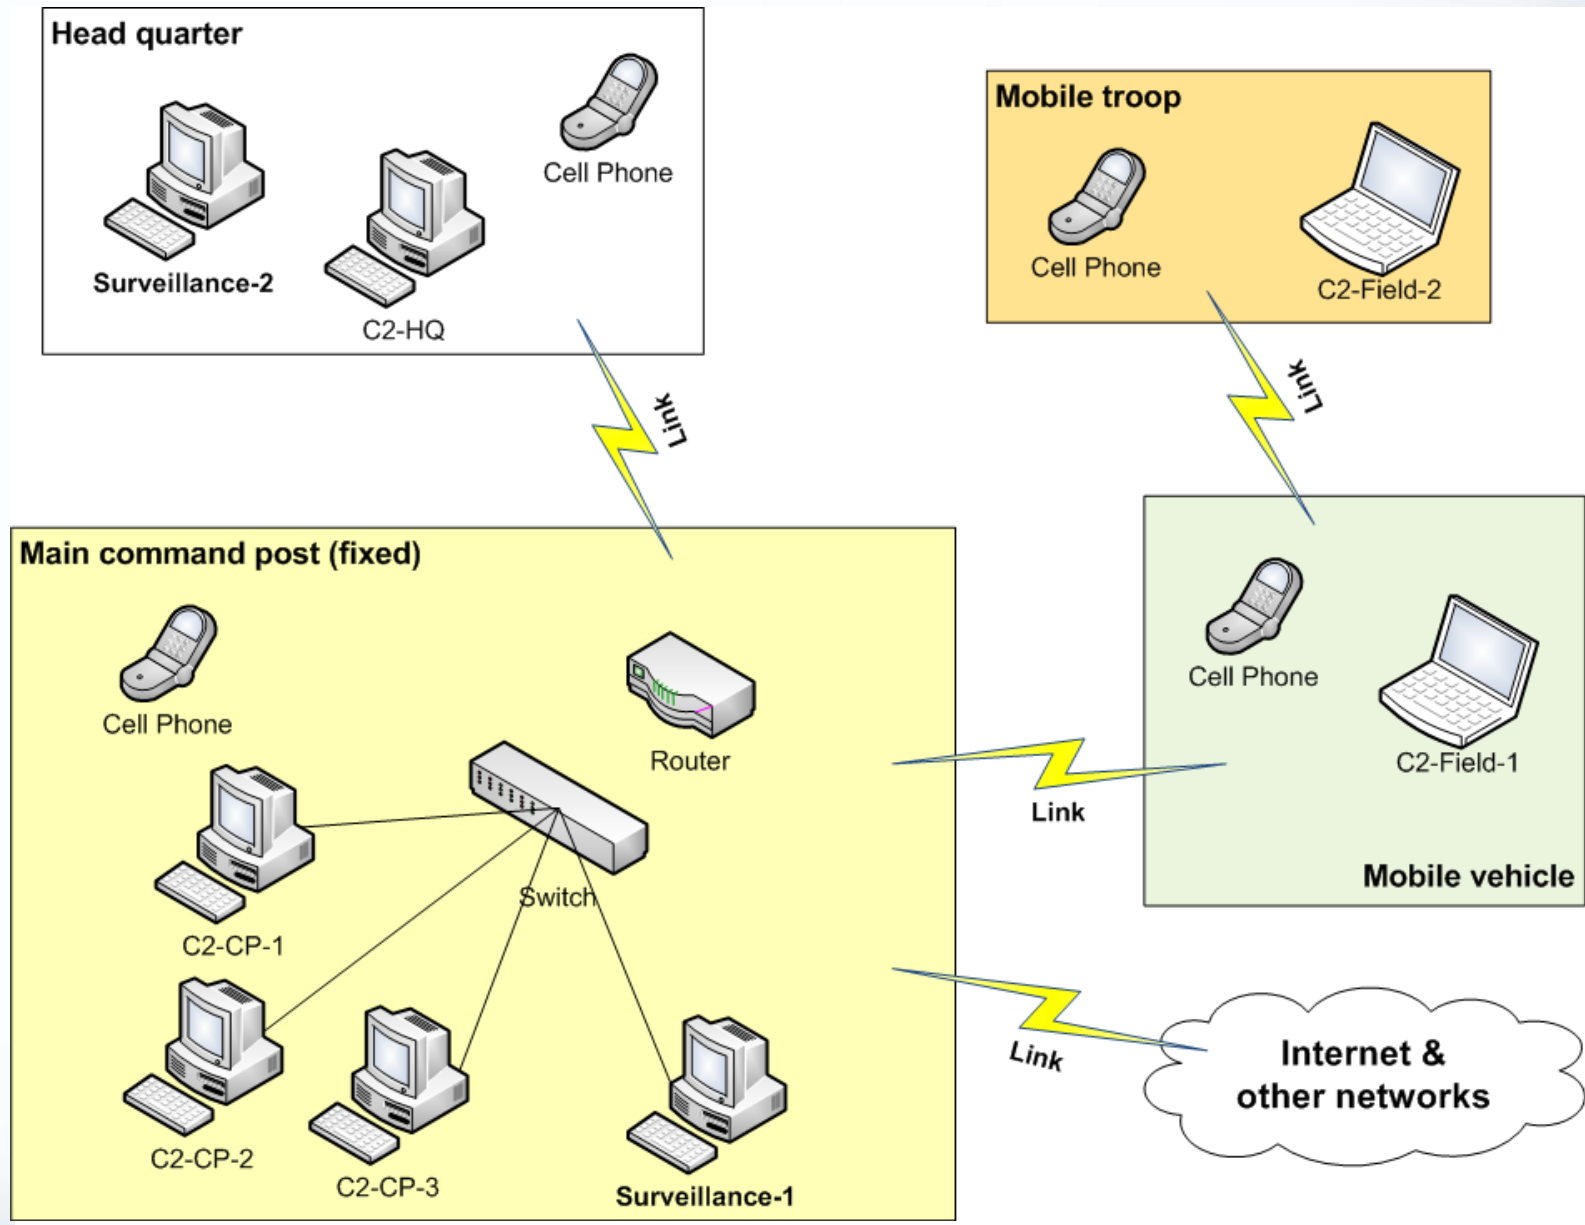 Head quarter
Cell Phone
Surveillance-2
C2-HQ
Link
Mobile troop
Cell Phone
C2-Field-2
Link
Main command post (fixed)
Cell Phone
Router
Switch
C2-CP-1
C2-CP-2
C2-CP-3
Surveillance-1
Link
Cell Phone
C2-Field-1
Mobile vehicle
Link
Internet &
other networks